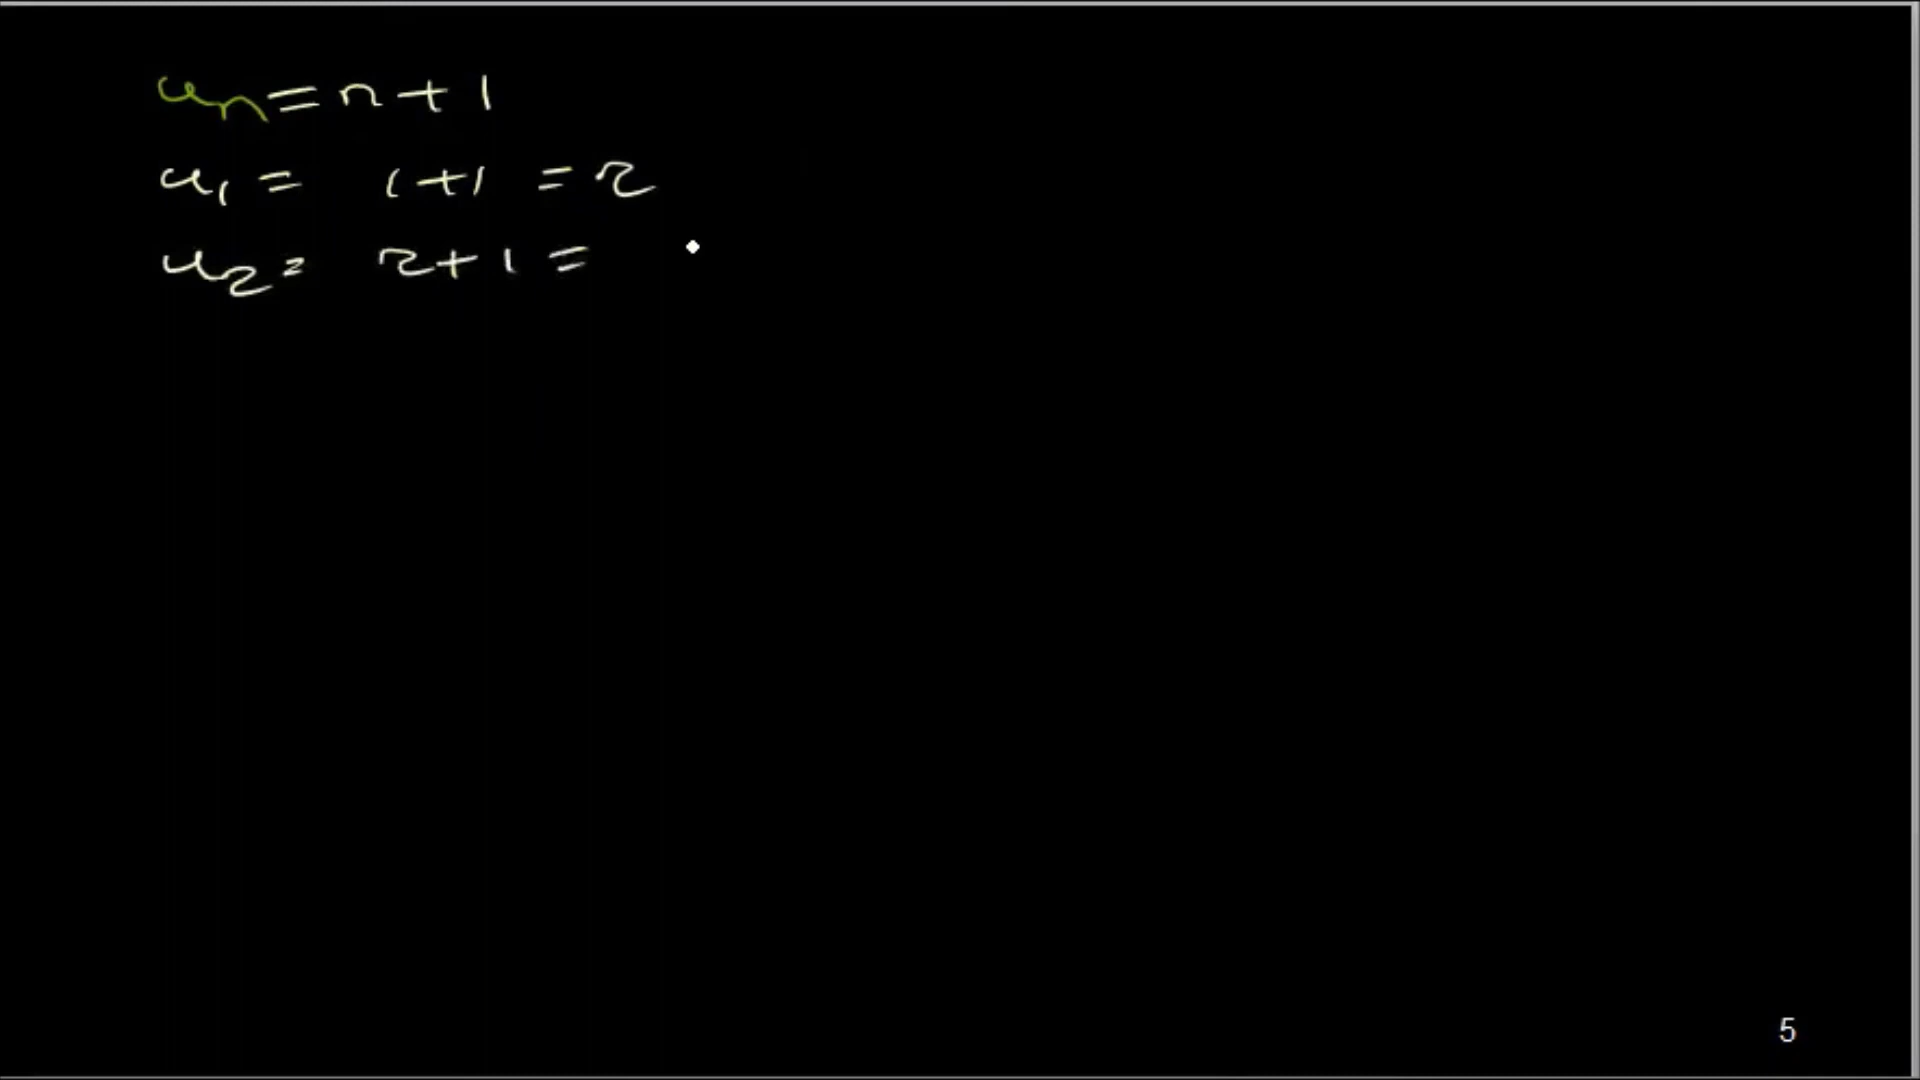 uₙ = n + 1
u₁ = 1 + 1 = 2
u₂ = 2 + 1 =
5